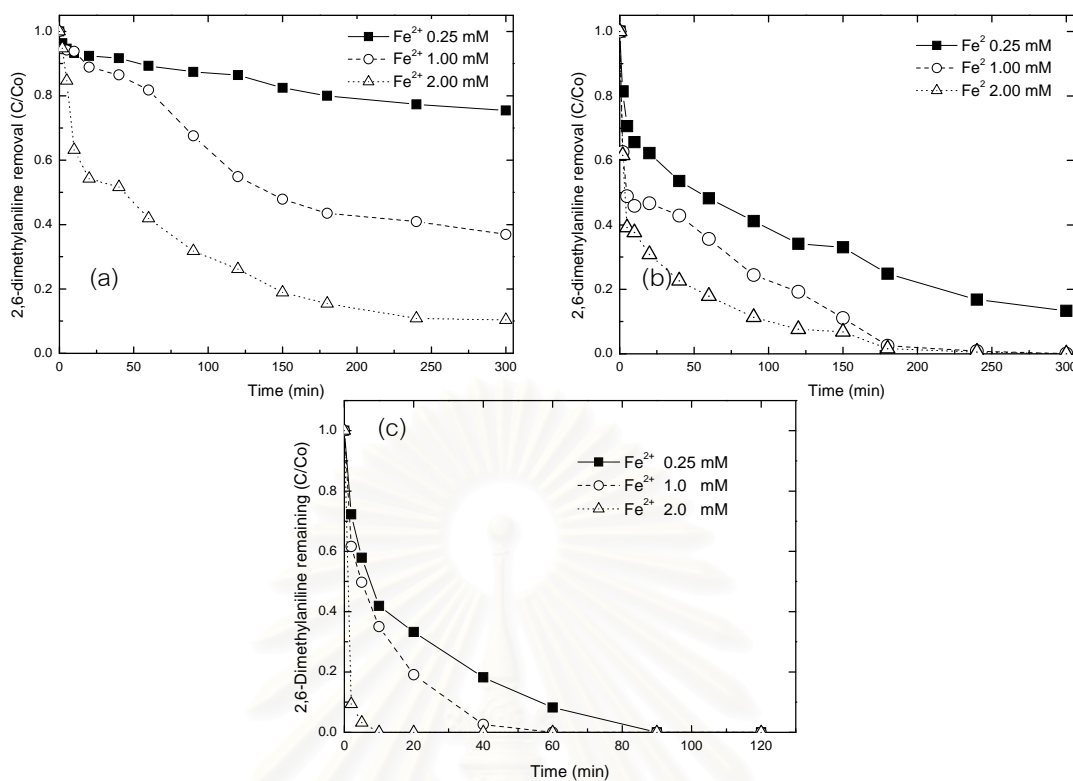 2,6-dimethylaniline removal (C/Co)
1.0
0.8
0.6
0.4
0.2
0.0
Fe²⁺ 0.25 mM
Fe²⁺ 1.00 mM
Fe²⁺ 2.00 mM
(a)
0 50 100 150 200 250 300
Time (min)
2,6-dimethylaniline removal (C/Co)
1.0
0.8
0.6
0.4
0.2
0.0
Fe² 0.25 mM
Fe² 1.00 mM
Fe² 2.00 mM
(b)
0 50 100 150 200 250 300
Time (min)
2,6-Dimethylaniline remaining (C/Co)
1.0
0.8
0.6
0.4
0.2
0.0
(c)
Fe²⁺ 0.25 mM
Fe²⁺ 1.0 mM
Fe²⁺ 2.0 mM
0 20 40 60 80 100 120
Time (min)